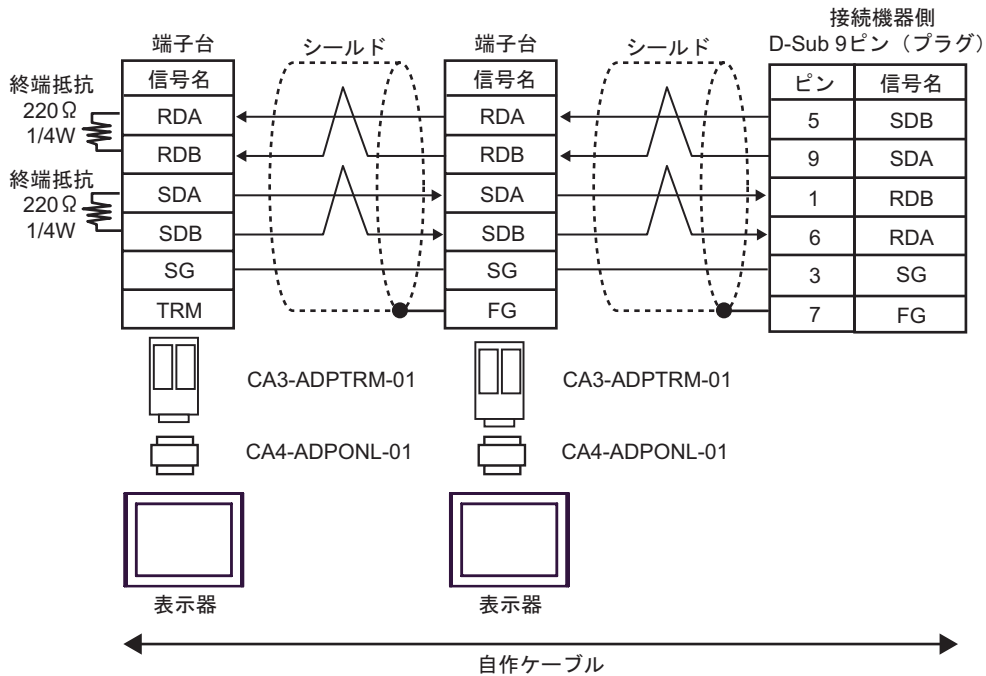 接続機器側
D-Sub 9ピン（プラグ）
端子台
シールド
端子台
シールド
終端抵抗
220Ω
1/4W
終端抵抗
220Ω
1/4W
信号名
RDA
RDB
SDA
SDB
SG
TRM
信号名
RDA
RDB
SDA
SDB
SG
FG
ピン 信号名
5 SDB
9 SDA
1 RDB
6 RDA
3 SG
7 FG
CA3-ADPTRM-01
CA3-ADPTRM-01
CA4-ADPONL-01
CA4-ADPONL-01
表示器
表示器
自作ケーブル